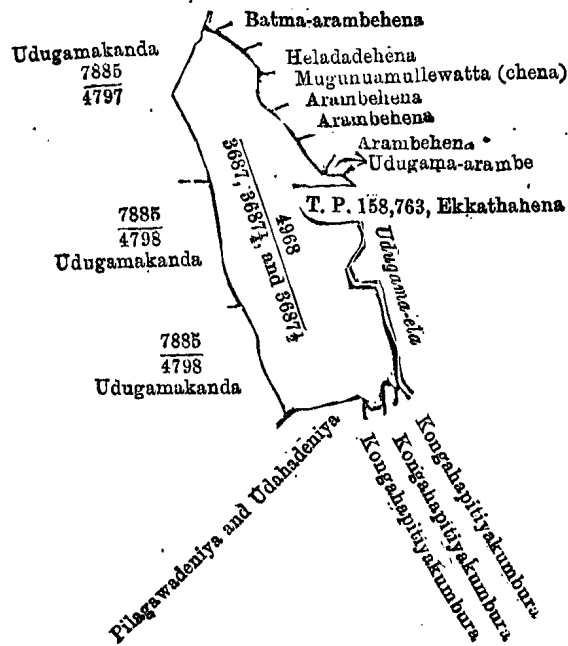 Batma-arambehena
Udugamakanda
7885
4797
Heladadehena
Mugunuamullewatta (chena)
Arambehena
Arambehena
Arambehena
Udugama-arambe
T. P. 158,763, Ekkathahena
4968
3687, 3687¼, and 3687½
7885
4798
Udugamakanda
Udugama-eta
7885
4798
Udugamakanda
Pilagawadeniya and Udahadeniya
Kongahapitiyakumbura
Kongahapitiyakumbura
Kongahapitiyakumbura